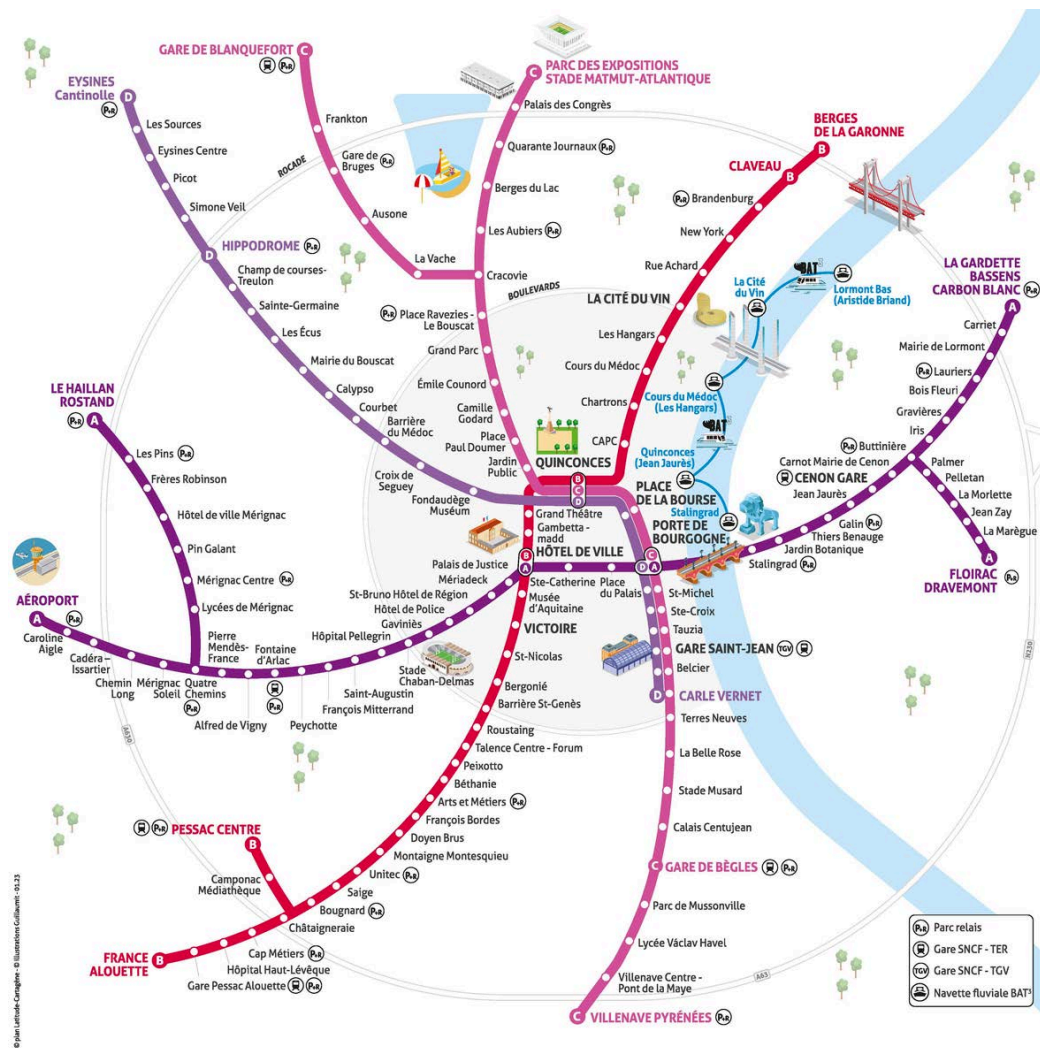 GARE DE BLANQUEFORT
C
P+R
C
PARC DES EXPOSITIONS
STADE MATMUT-ATLANTIQUE
EYSINES
Cantinolle
P+R
D
Les Sources
Eysines Centre
Picot
Simone Veil
HIPPODROME
D
P+R
Champ de courses-
Treulon
Sainte-Germaine
Les Écus
Mairie du Bouscat
Calypso
Courbet
Barrière
du Médoc
Croix de
Seguey
Fondaudège
Muséum
Frankton
Gare de
Bruges
P+R
Ausone
La Vache
Cracovie
ROCADE
BOULEVARDS
Palais des Congrès
Quarante Journaux
P+R
Berges du Lac
Les Aubiers
P+R
P+R
Place Ravezies -
Le Bouscat
Grand Parc
Émile Counord
Camille
Godard
Place
Paul Doumer
Jardin
Public
BERGES
DE LA GARONNE
B
CLAVEAU
B
P+R
Brandenburg
New York
Rue Achard
LA CITÉ DU VIN
Les Hangars
Cours du Médoc
Chartrons
CAPC
QUINCONCES
B
C
D
BAT³
La Cité
du Vin
Lormont Bas
(Aristide Briand)
Cours du Médoc
(Les Hangars)
BAT³
Quinconces
(Jean Jaurès)
Stalingrad
LA GARDETTE
BASSENS
CARBON BLANC
P+R
A
Carriet
Mairie de Lormont
P+R
Lauriers
Bois Fleuri
Gravières
Iris
P+R
Buttinière
Carnot Mairie de Cenon
CENON GARE
Jean Jaurès
Galin
P+R
Thiers Benauge
Jardin Botanique
Stalingrad
P+R
Palmer
Pelletan
La Morlette
Jean Zay
La Marègue
A
FLOIRAC
DRAVEMONT
P+R
LE HAILLAN
ROSTAND
P+R
A
Les Pins
P+R
Frères Robinson
Hôtel de ville Mérignac
Pin Galant
Mérignac Centre
P+R
Lycées de Mérignac
AÉROPORT
A
P+R
Caroline
Aigle
Cadéra–
Issartier
Chemin
Long
Mérignac
Soleil
Quatre
Chemins
P+R
Pierre
Mendès-
France
Alfred de Vigny
Fontaine
d'Arlac
P+R
Peychotte
Hôpital Pellegrin
François Mitterrand
Saint-Augustin
Stade
Chaban-Delmas
Gaviniès
Hôtel de Police
St-Bruno Hôtel de Région
Mériadeck
Palais de Justice
Grand Théâtre
Gambetta -
madd
HÔTEL DE VILLE
B
A
Ste-Catherine
Place
du Palais
PLACE
DE LA BOURSE
PORTE DE
BOURGOGNE
D
C
A
Musée
d'Aquitaine
VICTOIRE
St-Nicolas
Bergonié
Barrière St-Genès
Roustaing
Talence Centre - Forum
Peixotto
Béthanie
Arts et Métiers
P+R
François Bordes
Doyen Brus
Montaigne Montesquieu
Unitec
P+R
Saige
Bougnard
P+R
Châtaigneraie
PESSAC CENTRE
P+R
B
Camponac
Médiathèque
Cap Métiers
P+R
Hôpital Haut-Lévêque
Gare Pessac Alouette
P+R
FRANCE
ALOUETTE
B
St-Michel
Ste-Croix
Tauzia
GARE SAINT-JEAN
TGV
Belcier
CARLE VERNET
D
Terres Neuves
La Belle Rose
Stade Musard
Calais Centujean
C
GARE DE BÈGLES
P+R
Parc de Mussonville
Lycée Václav Havel
Villenave Centre -
Pont de la Maye
C
VILLENAVE PYRÉNÉES
P+R
A630
N230
A63
P+R
Parc relais
Gare SNCF - TER
TGV
Gare SNCF - TGV
Navette fluviale BAT³
© plan Latitude-Cartagène - © illustrations Guillaumit - 01.23